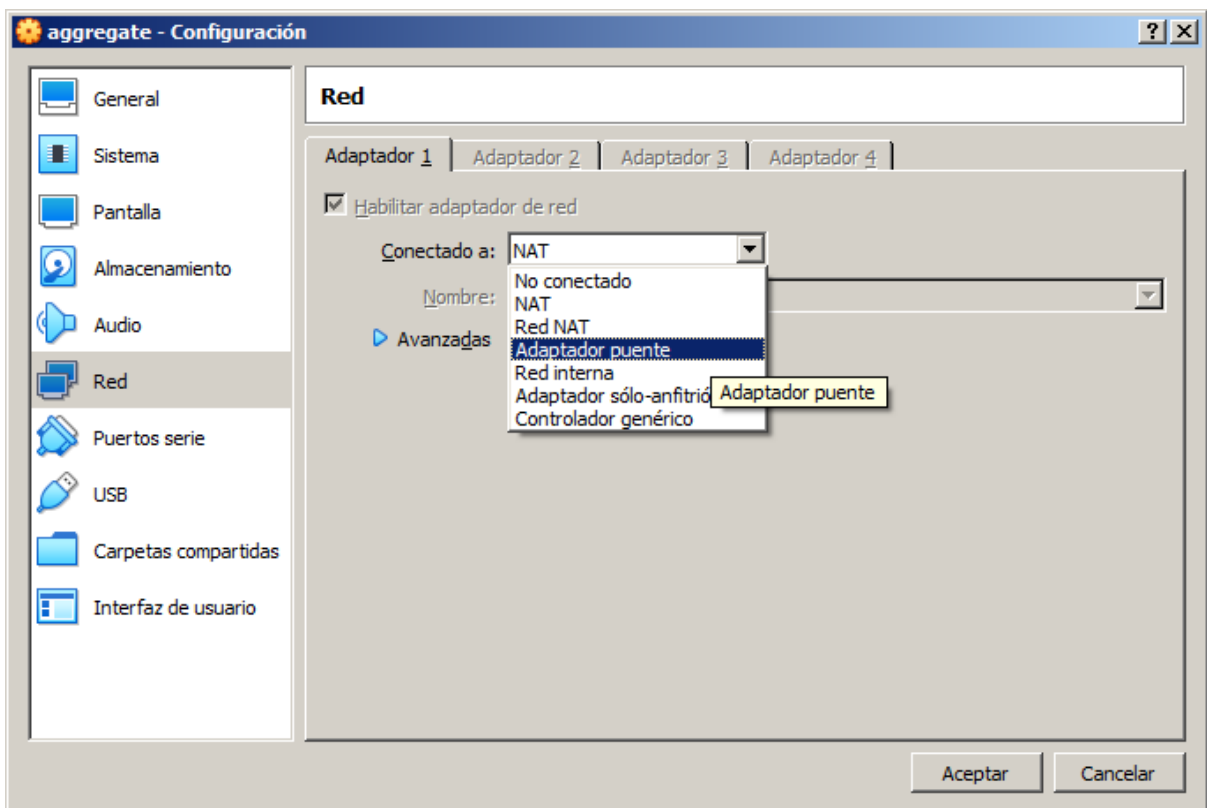 aggregate - Configuración
General
Sistema
Pantalla
Almacenamiento
Audio
Red
Puertos serie
USB
Carpetas compartidas
Interfaz de usuario
Red
Adaptador 1 Adaptador 2 Adaptador 3 Adaptador 4
Habilitar adaptador de red
Conectado a: NAT
No conectado
Nombre:
NAT
Red NAT
Avanzadas
Adaptador puente
Red interna
Adaptador sólo-anfitrió
Adaptador puente
Controlador genérico
Aceptar Cancelar